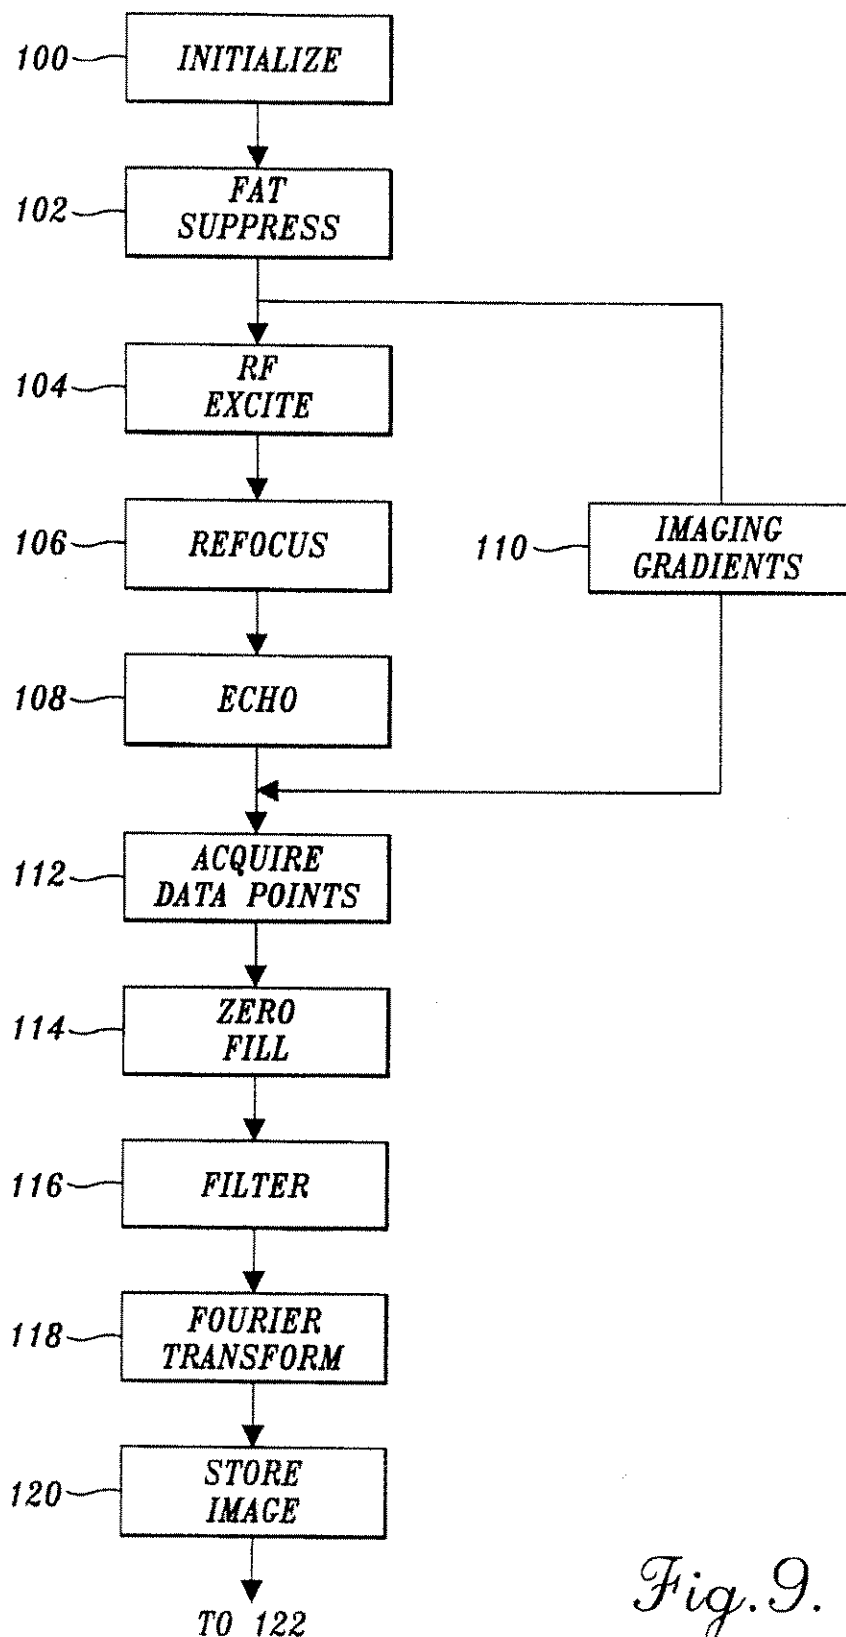 100
INITIALIZE
102
FAT
SUPPRESS
104
RF
EXCITE
106
REFOCUS
110
IMAGING
GRADIENTS
108
ECHO
112
ACQUIRE
DATA POINTS
114
ZERO
FILL
116
FILTER
118
FOURIER
TRANSFORM
120
STORE
IMAGE
TO 122
Fig. 9.